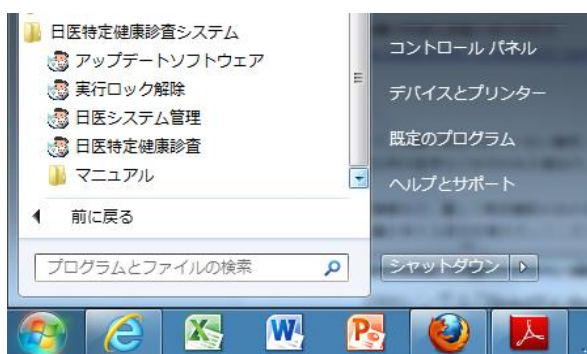 日医特定健康診査システム
アップデートソフトウェア
実行ロック解除
日医システム管理
日医特定健康診査
マニュアル
前に戻る
プログラムとファイルの検索
コントロール パネル
デバイスとプリンター
既定のプログラム
ヘルプとサポート
シャットダウン